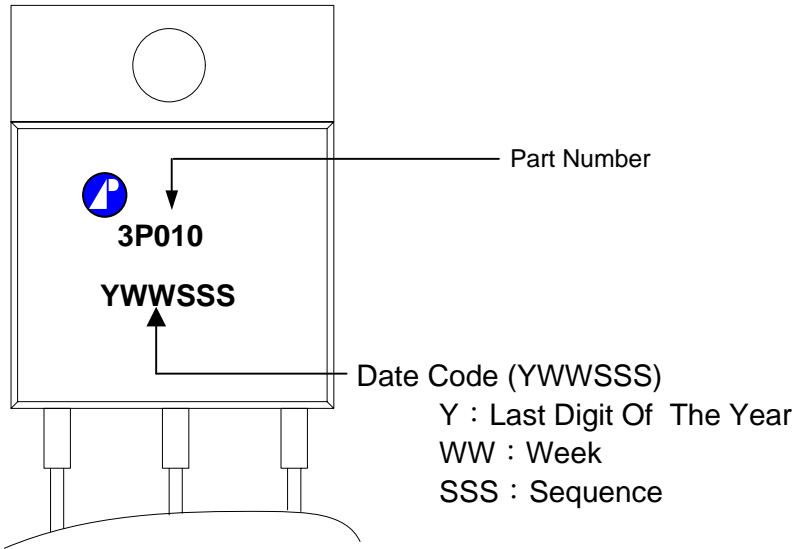 Part Number
3P010
YWWSSS
Date Code (YWWSSS)
Y：Last Digit Of The Year
WW：Week
SSS：Sequence